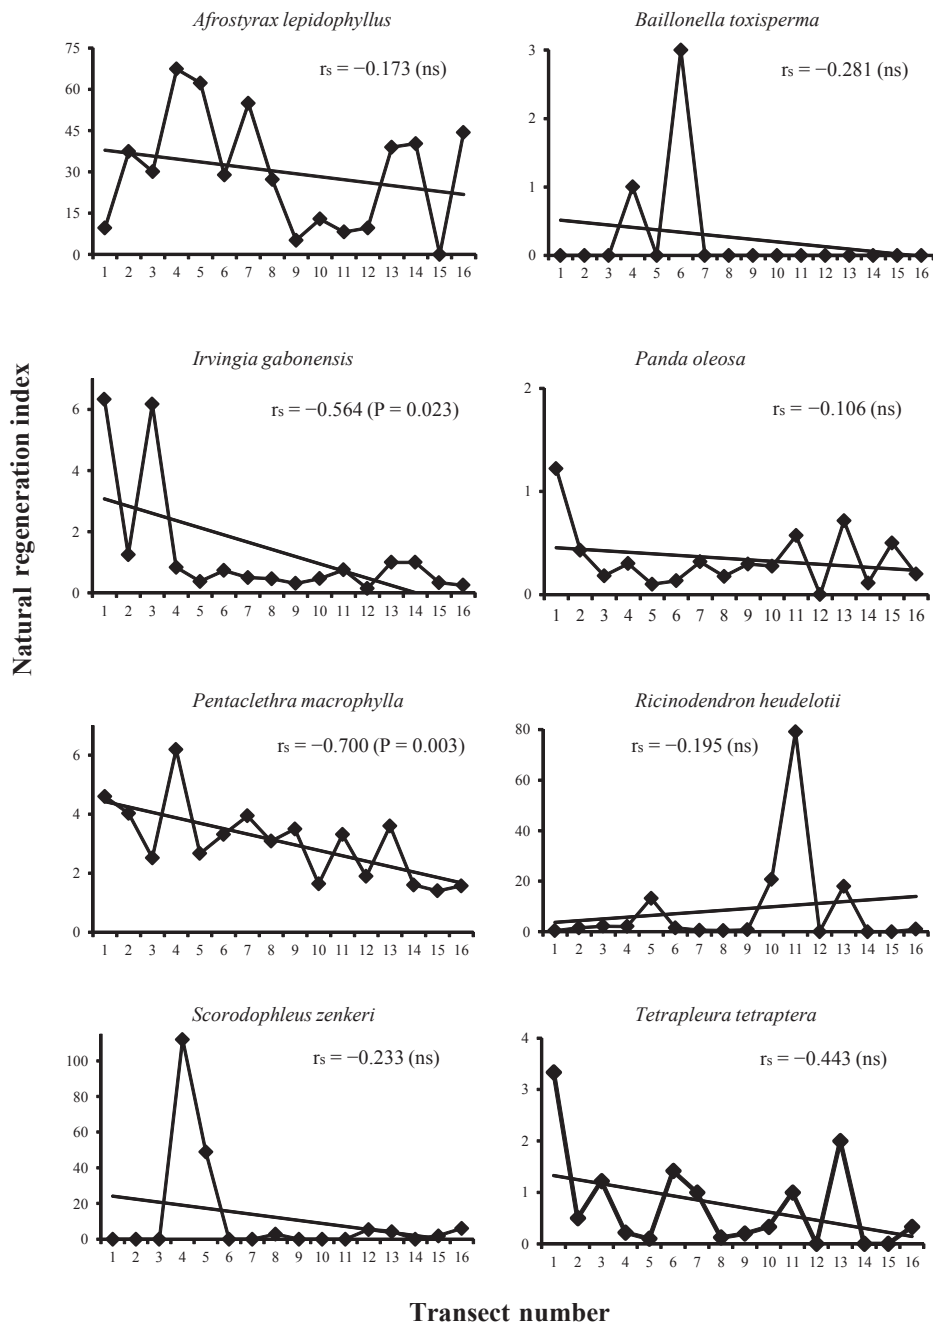 Afrostyrax lepidophyllus
rs = −0.173 (ns)
75
60
45
30
15
0
1 2 3 4 5 6 7 8 9 10 11 12 13 14 15 16
Baillonella toxisperma
rs = −0.281 (ns)
3
2
1
0
1 2 3 4 5 6 7 8 9 10 11 12 13 14 15 16
Natural regeneration index
Irvingia gabonensis
rs = −0.564 (P = 0.023)
6
4
2
0
1 2 3 4 5 6 7 8 9 10 11 12 13 14 15 16
Panda oleosa
rs = −0.106 (ns)
2
1
0
1 2 3 4 5 6 7 8 9 10 11 12 13 14 15 16
Pentaclethra macrophylla
rs = −0.700 (P = 0.003)
6
4
2
0
1 2 3 4 5 6 7 8 9 10 11 12 13 14 15 16
Ricinodendron heudelotii
rs = −0.195 (ns)
80
60
40
20
0
1 2 3 4 5 6 7 8 9 10 11 12 13 14 15 16
Scorodophleus zenkeri
rs = −0.233 (ns)
100
80
60
40
20
0
1 2 3 4 5 6 7 8 9 10 11 12 13 14 15 16
Tetrapleura tetraptera
rs = −0.443 (ns)
4
3
2
1
0
1 2 3 4 5 6 7 8 9 10 11 12 13 14 15 16
Transect number